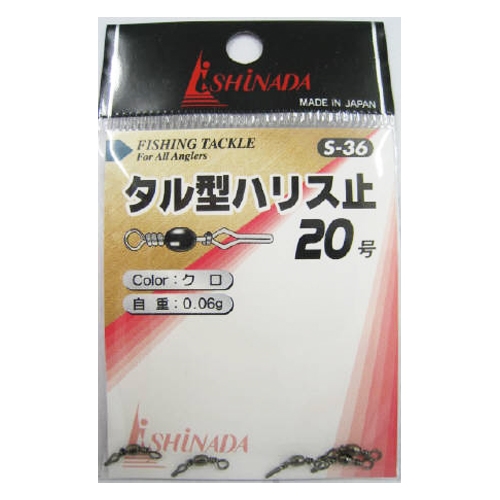 ISHINADA
MADE IN JAPAN
FISHING TACKLE
For All Anglers
S-36
タル型ハリス止
20号
Color:クロ
自重:0.06g
ISHINADA